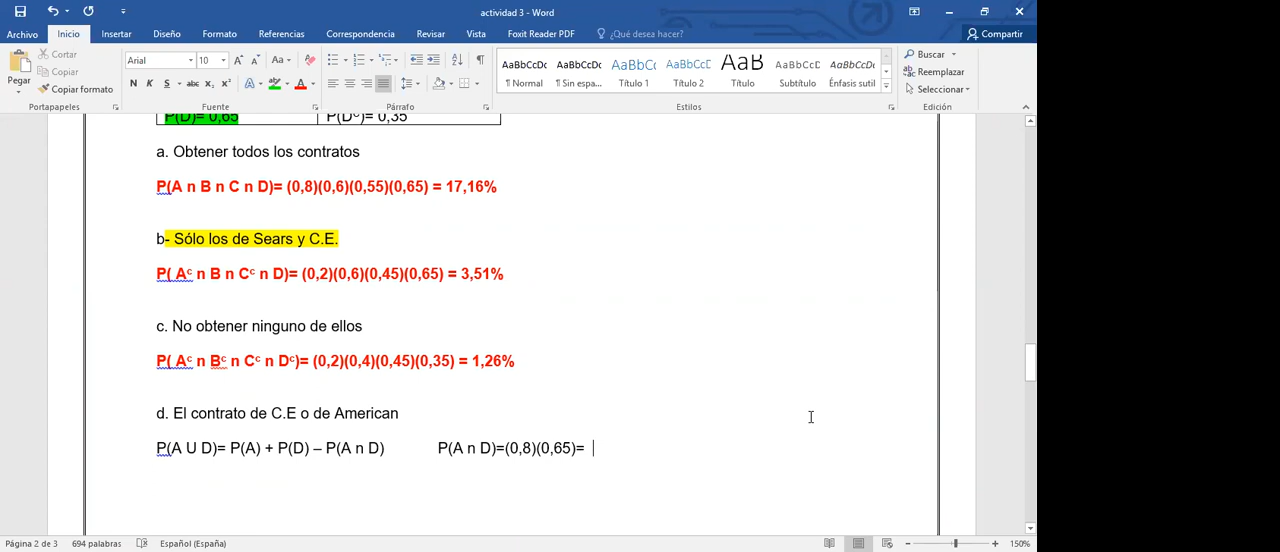 actividad 3 - Word
Archivo Inicio Insertar Diseño Formato Referencias Correspondencia Revisar Vista Foxit Reader PDF ¿Qué desea hacer? Compartir
Pegar
Cortar
Copiar
Copiar formato
Arial 10 Aa
N K S abc x₂ x²
AaBbCcDc AaBbCcDc AaBbCc AaBbCcD AaB AaBbCcD AaBbCcDc
¶ Normal ¶ Sin espa... Título 1 Título 2 Título Subtítulo Énfasis sutil
Buscar
Reemplazar
Seleccionar
Portapapeles Fuente Párrafo Estilos Edición
P(D)= 0,65 P(Dᶜ)= 0,35
a. Obtener todos los contratos
P(A n B n C n D)= (0,8)(0,6)(0,55)(0,65) = 17,16%
b- Sólo los de Sears y C.E.
P( Aᶜ n B n Cᶜ n D)= (0,2)(0,6)(0,45)(0,65) = 3,51%
c. No obtener ninguno de ellos
P( Aᶜ n Bᶜ n Cᶜ n Dᶜ)= (0,2)(0,4)(0,45)(0,35) = 1,26%
d. El contrato de C.E o de American
P(A U D)= P(A) + P(D) – P(A n D) P(A n D)=(0,8)(0,65)=
Página 2 de 3 694 palabras Español (España) 150%